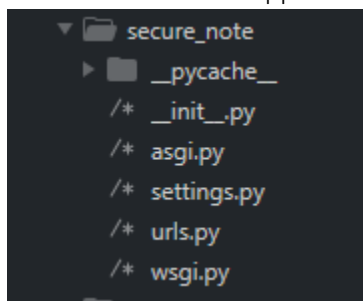 secure_note
__pycache__
/* __init__.py
/* asgi.py
/* settings.py
/* urls.py
/* wsgi.py